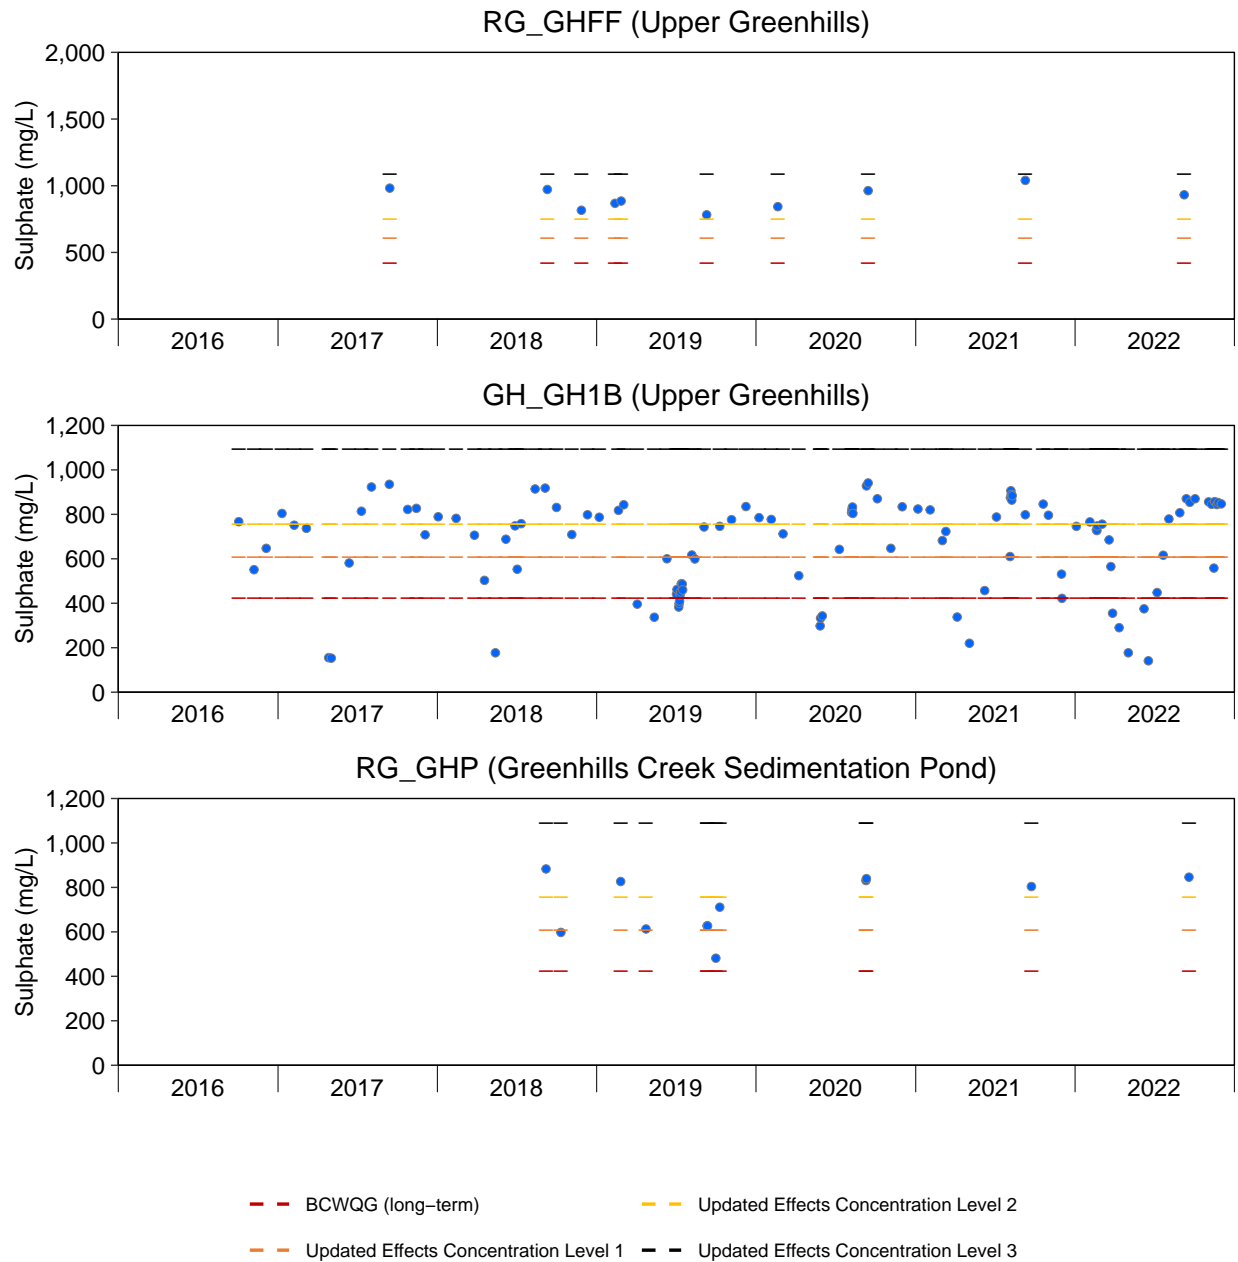 RG_GHFF (Upper Greenhills)
Sulphate (mg/L)
2,000
1,500
1,000
500
0
2016 2017 2018 2019 2020 2021 2022
GH_GH1B (Upper Greenhills)
Sulphate (mg/L)
1,200
1,000
800
600
400
200
0
2016 2017 2018 2019 2020 2021 2022
RG_GHP (Greenhills Creek Sedimentation Pond)
Sulphate (mg/L)
1,200
1,000
800
600
400
200
0
2016 2017 2018 2019 2020 2021 2022
BCWQG (long−term)
Updated Effects Concentration Level 1
Updated Effects Concentration Level 2
Updated Effects Concentration Level 3